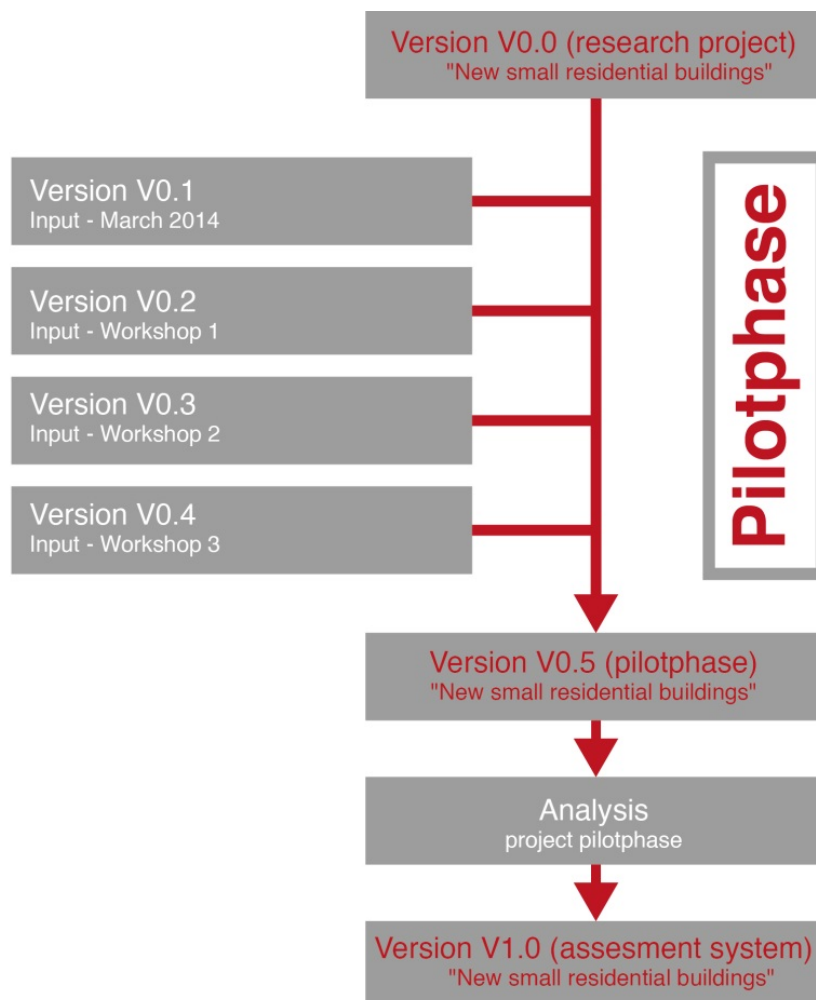 Version V0.0 (research project)
"New small residential buildings"
Version V0.1
Input - March 2014
Version V0.2
Input - Workshop 1
Version V0.3
Input - Workshop 2
Version V0.4
Input - Workshop 3
Pilotphase
Version V0.5 (pilotphase)
"New small residential buildings"
Analysis
project pilotphase
Version V1.0 (assesment system)
"New small residential buildings"